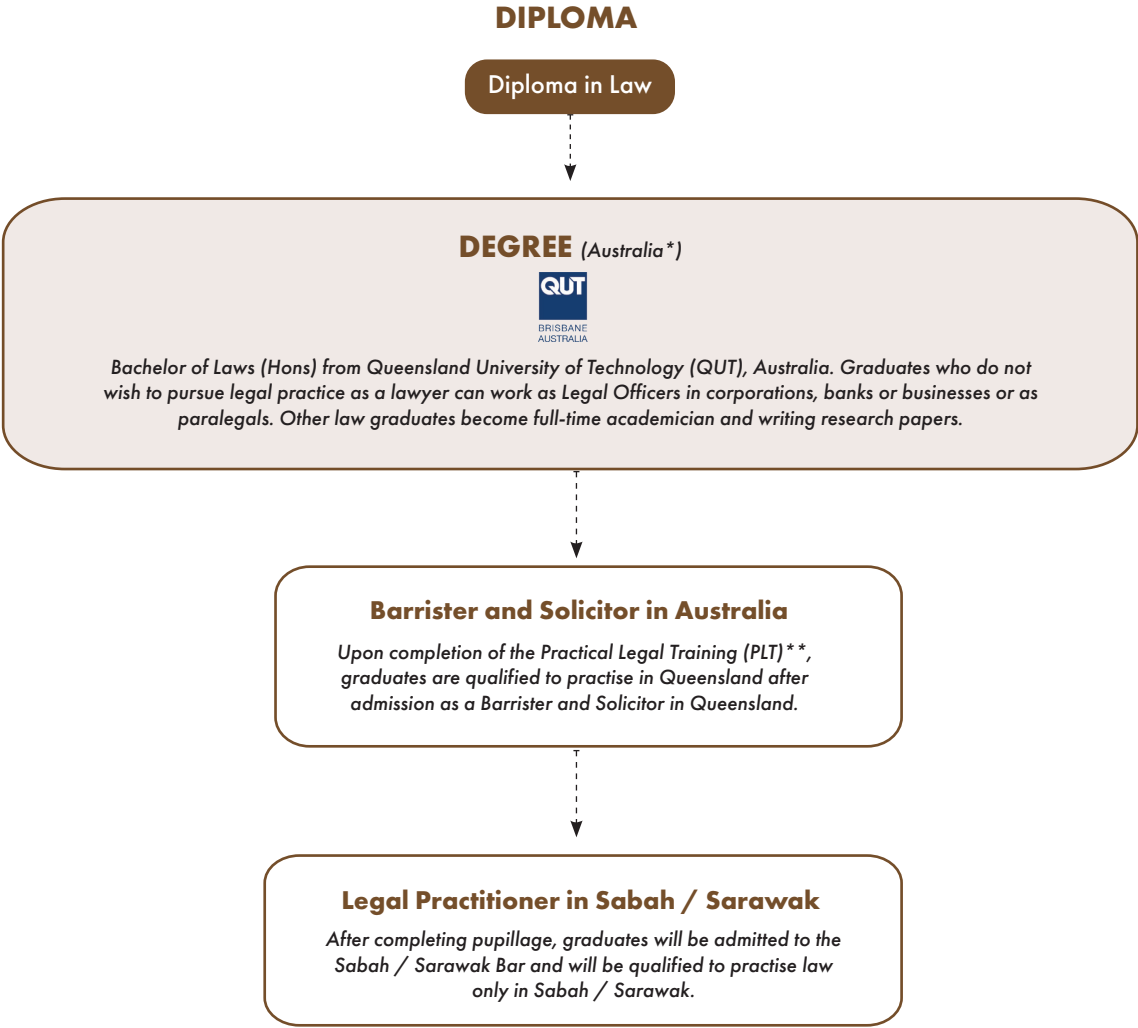 DIPLOMA
Diploma in Law
DEGREE (Australia*)
QUT
BRISBANE
AUSTRALIA
Bachelor of Laws (Hons) from Queensland University of Technology (QUT), Australia. Graduates who do not
wish to pursue legal practice as a lawyer can work as Legal Officers in corporations, banks or businesses or as
paralegals. Other law graduates become full-time academician and writing research papers.
Barrister and Solicitor in Australia
Upon completion of the Practical Legal Training (PLT)**,
graduates are qualified to practise in Queensland after
admission as a Barrister and Solicitor in Queensland.
Legal Practitioner in Sabah / Sarawak
After completing pupillage, graduates will be admitted to the
Sabah / Sarawak Bar and will be qualified to practise law
only in Sabah / Sarawak.